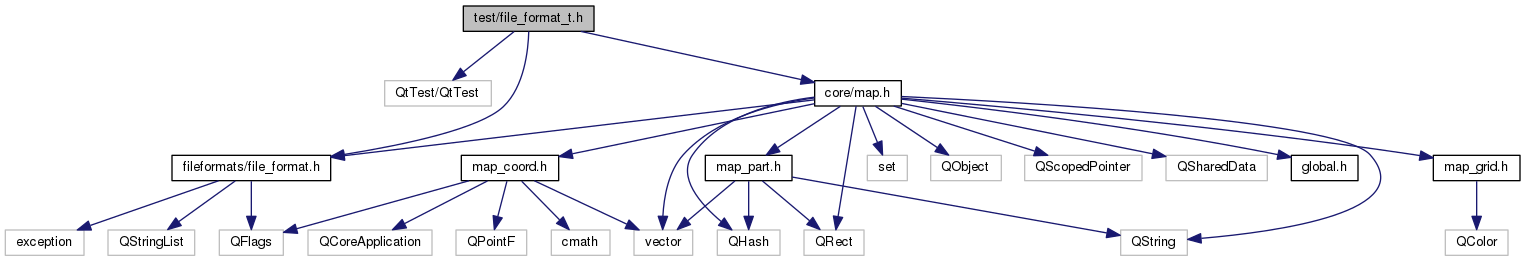 test/file_format_t.h
QtTest/QtTest
core/map.h
fileformats/file_format.h
map_coord.h
map_part.h
set
QObject
QScopedPointer
QSharedData
global.h
map_grid.h
exception
QStringList
QFlags
QCoreApplication
QPointF
cmath
vector
QHash
QRect
QString
QColor